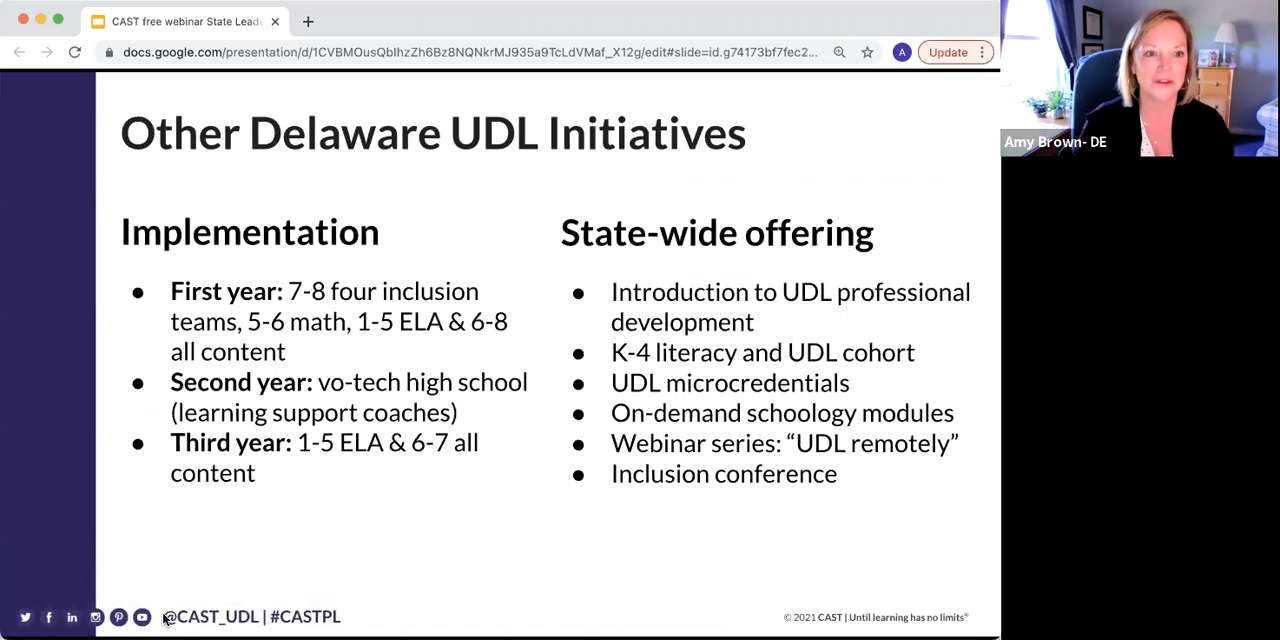 CAST free webinar State Lead
docs.google.com/presentation/d/1CVBMOusQbIhzZh6Bz8NQNkrMJ935a9TcLdVMaf_X12g/edit#slide=id.g74173bf7fec2...
A
Update
Amy Brown- DE
Other Delaware UDL Initiatives
Implementation
● First year: 7-8 four inclusion
teams, 5-6 math, 1-5 ELA & 6-8
all content
● Second year: vo-tech high school
(learning support coaches)
● Third year: 1-5 ELA & 6-7 all
content
State-wide offering
● Introduction to UDL professional
development
● K-4 literacy and UDL cohort
● UDL microcredentials
● On-demand schoology modules
● Webinar series: “UDL remotely”
● Inclusion conference
@CAST_UDL | #CASTPL
© 2021 CAST | Until learning has no limits®